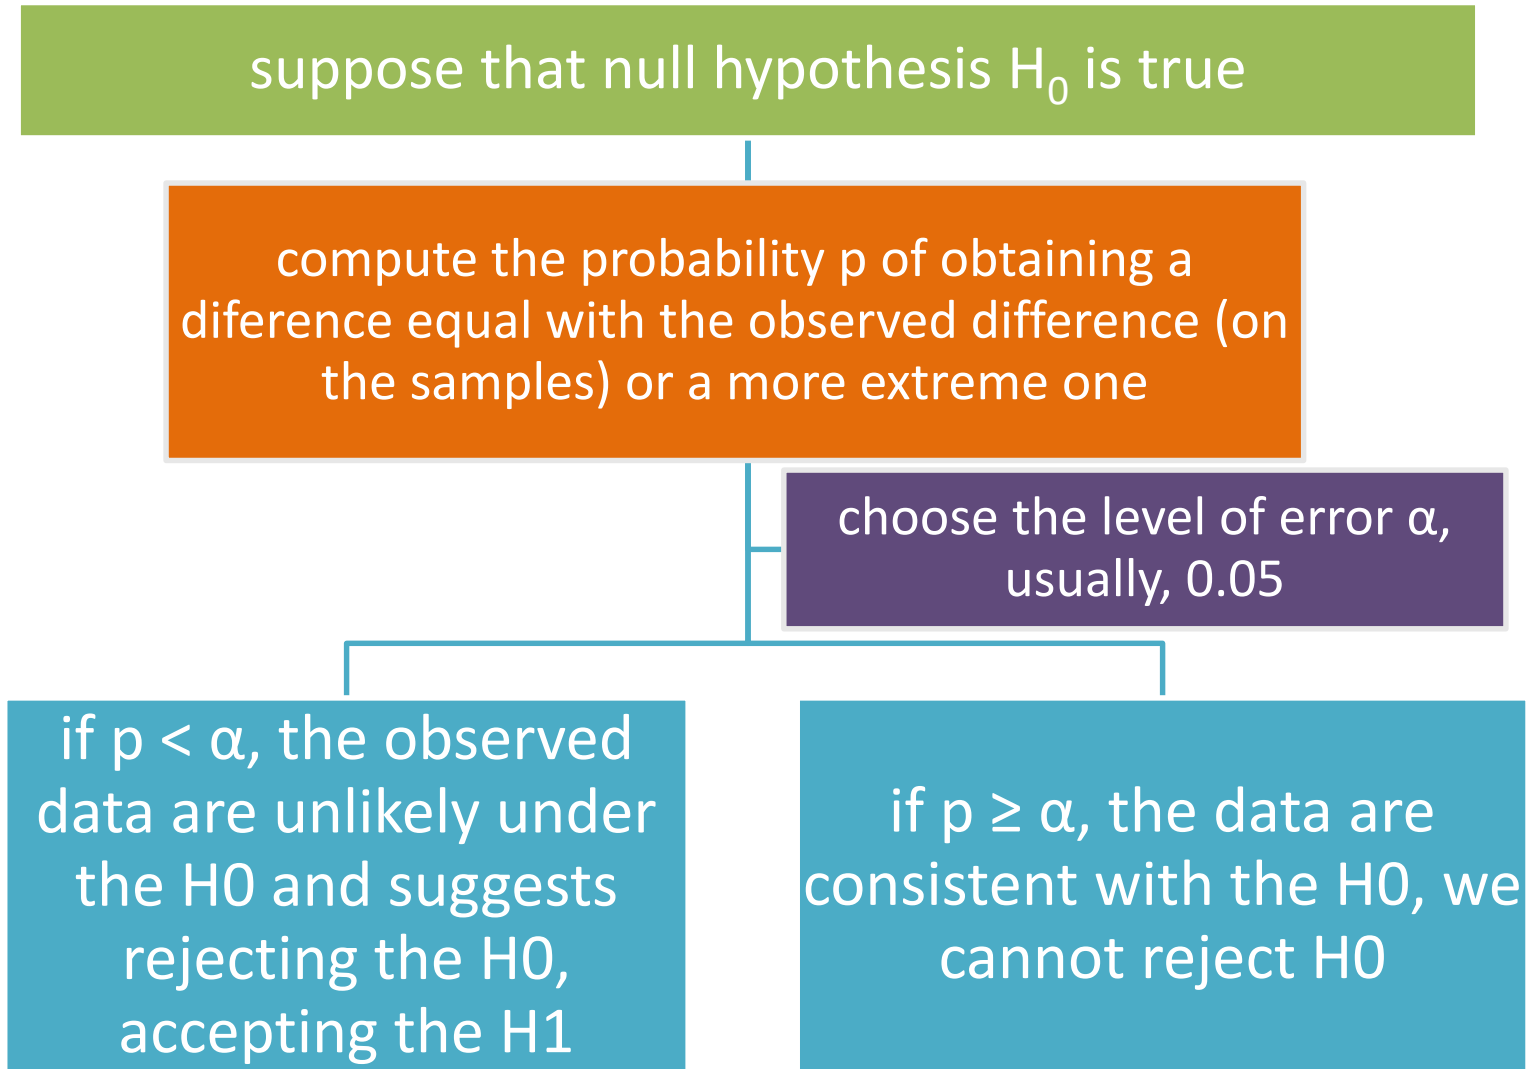 suppose that null hypothesis H₀ is true
compute the probability p of obtaining a
diference equal with the observed difference (on
the samples) or a more extreme one
choose the level of error α,
usually, 0.05
if p < α, the observed
data are unlikely under
the H0 and suggests
rejecting the H0,
accepting the H1
if p ≥ α, the data are
consistent with the H0, we
cannot reject H0